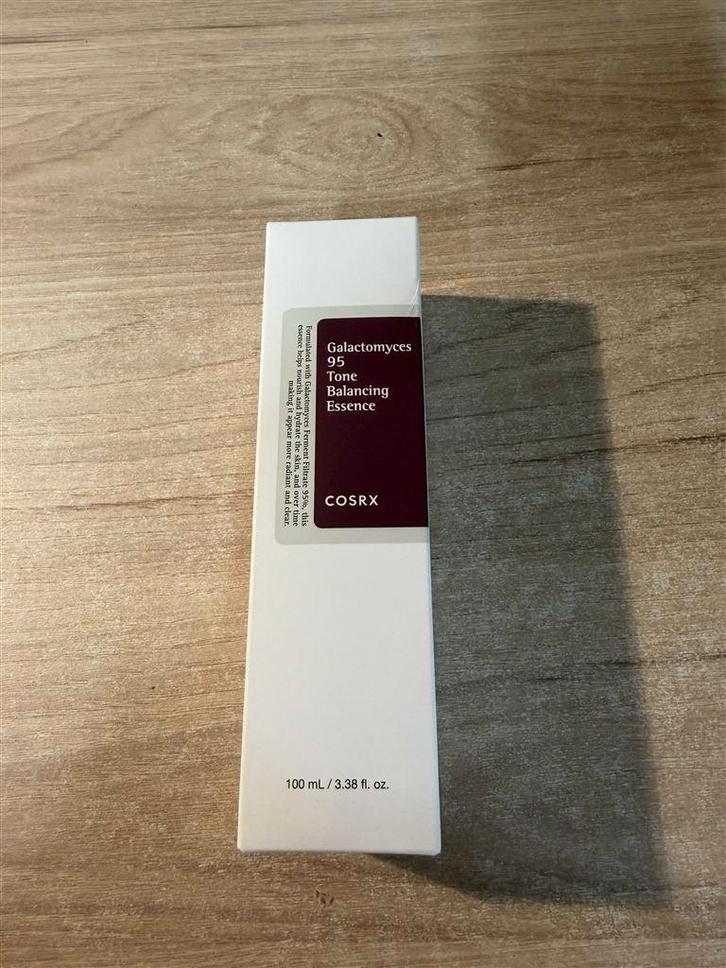 Galactomyces
95
Tone
Balancing
Essence
COSRX
Formulated with Galactomyces Ferment Filtrate 95%, this
essence helps nourish and hydrate the skin, and over time
making it appear more radiant and clear.
100 mL / 3.38 fl. oz.